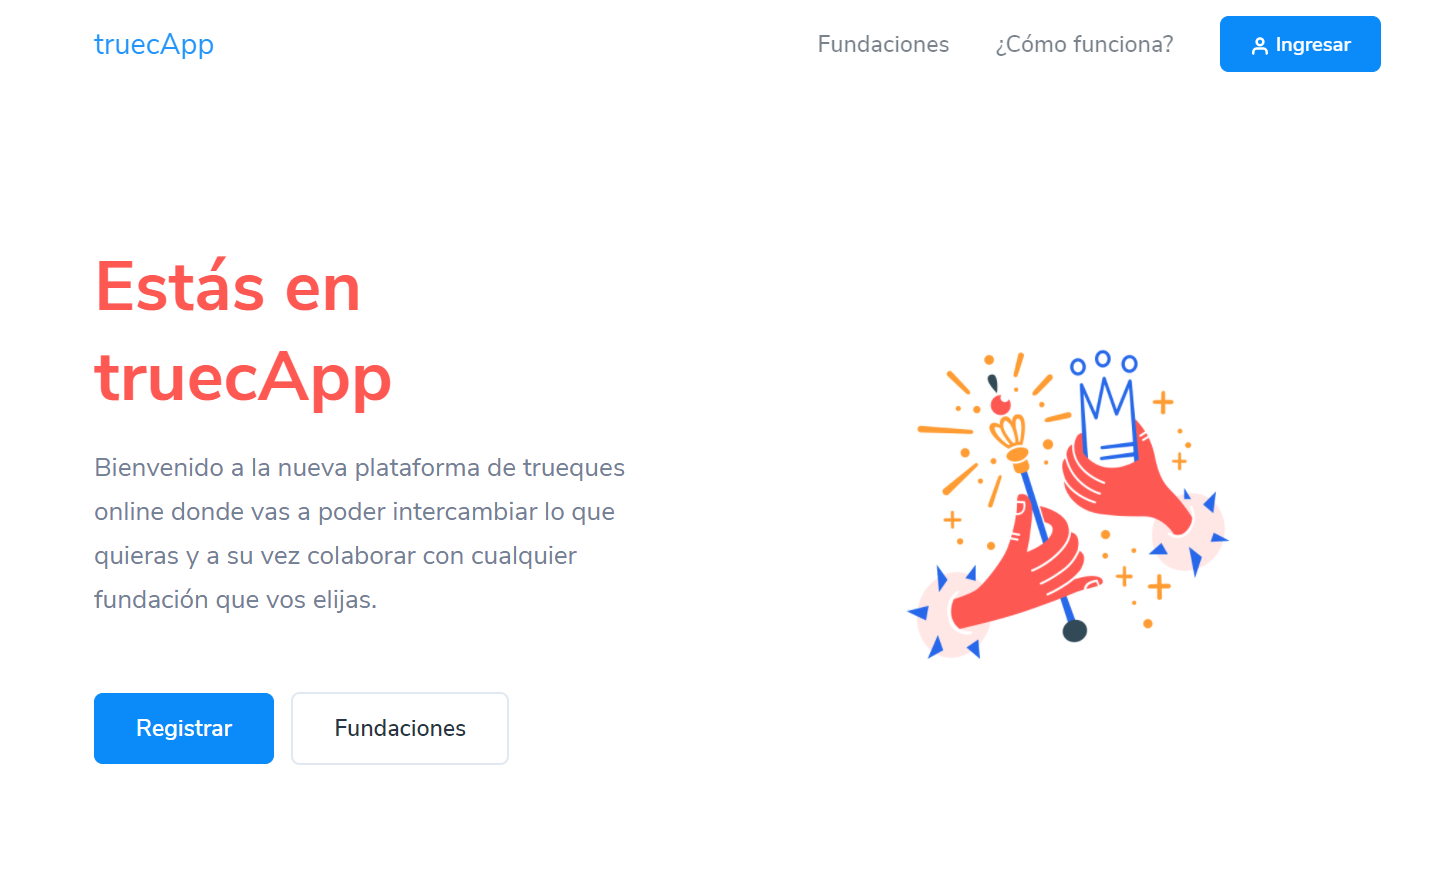 truecApp
Fundaciones
¿Cómo funciona?
Ingresar
Estás en
truecApp
Bienvenido a la nueva plataforma de trueques
online donde vas a poder intercambiar lo que
quieras y a su vez colaborar con cualquier
fundación que vos elijas.
Registrar
Fundaciones